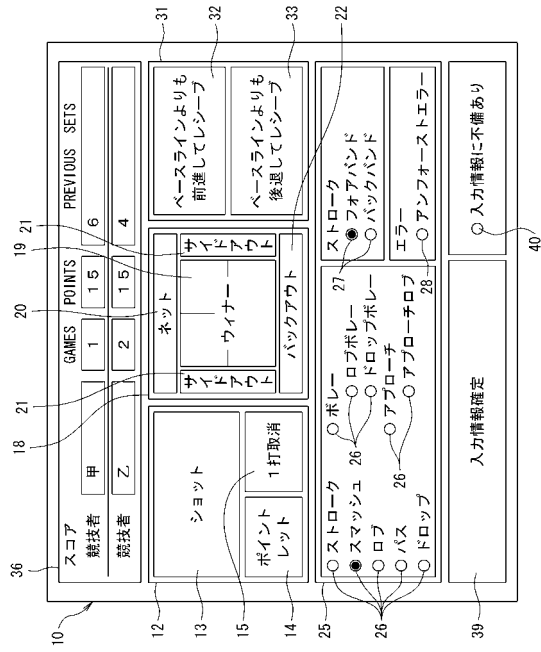 10
36
スコア
GAMES
POINTS
PREVIOUS SETS
競技者
甲
1
15
6
競技者
乙
2
15
4
12
13
15
14
ショット
ポイント
レット
1打取消
18
21
20
19
21
22
ネット
サイドアウト
ウィナー
サイドアウト
バックアウト
31
32
33
ベースラインよりも
前進してレシーブ
ベースラインよりも
後退してレシーブ
25
ストローク
スマッシュ
ロブ
パス
ドロップ
26
ボレー
ロブボレー
ドロップボレー
26
アプローチ
アプローチロブ
26
ストローク
フォアバンド
バックバンド
27
エラー
アンフォーストエラー
28
入力情報確定
39
入力情報に不備あり
40